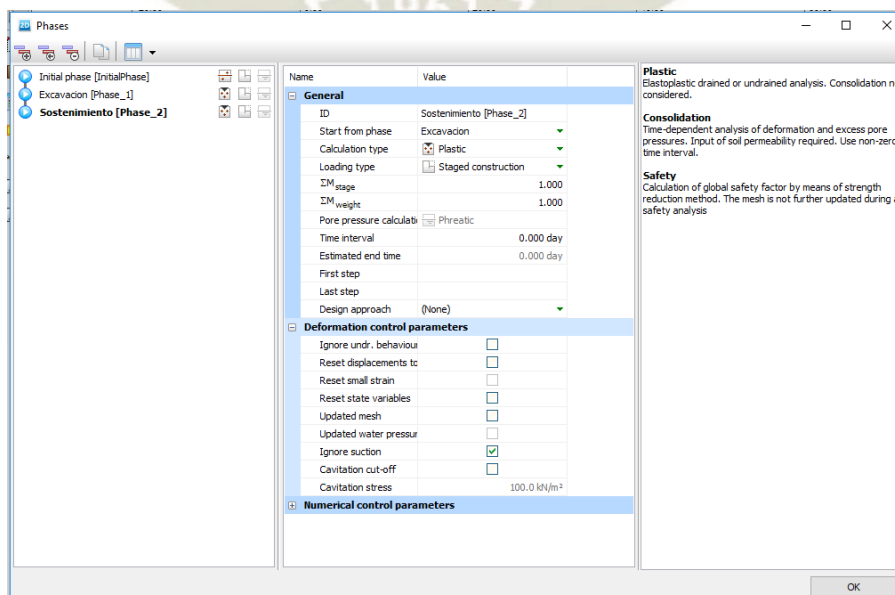 Phases
Initial phase [InitialPhase]
Excavacion [Phase_1]
Sostenimiento [Phase_2]
Name Value
General
ID Sostenimiento [Phase_2]
Start from phase Excavacion
Calculation type Plastic
Loading type Staged construction
ΣMstage 1.000
ΣMweight 1.000
Pore pressure calculati Phreatic
Time interval 0.000 day
Estimated end time 0.000 day
First step
Last step
Design approach (None)
Deformation control parameters
Ignore undr. behaviour
Reset displacements to
Reset small strain
Reset state variables
Updated mesh
Updated water pressur
Ignore suction
Cavitation cut-off
Cavitation stress 100.0 kN/m²
Numerical control parameters
Plastic
Elastoplastic drained or undrained analysis. Consolidation n
considered.
Consolidation
Time-dependent analysis of deformation and excess pore
pressures. Input of soil permeability required. Use non-zero
time interval.
Safety
Calculation of global safety factor by means of strength
reduction method. The mesh is not further updated during a
safety analysis
OK